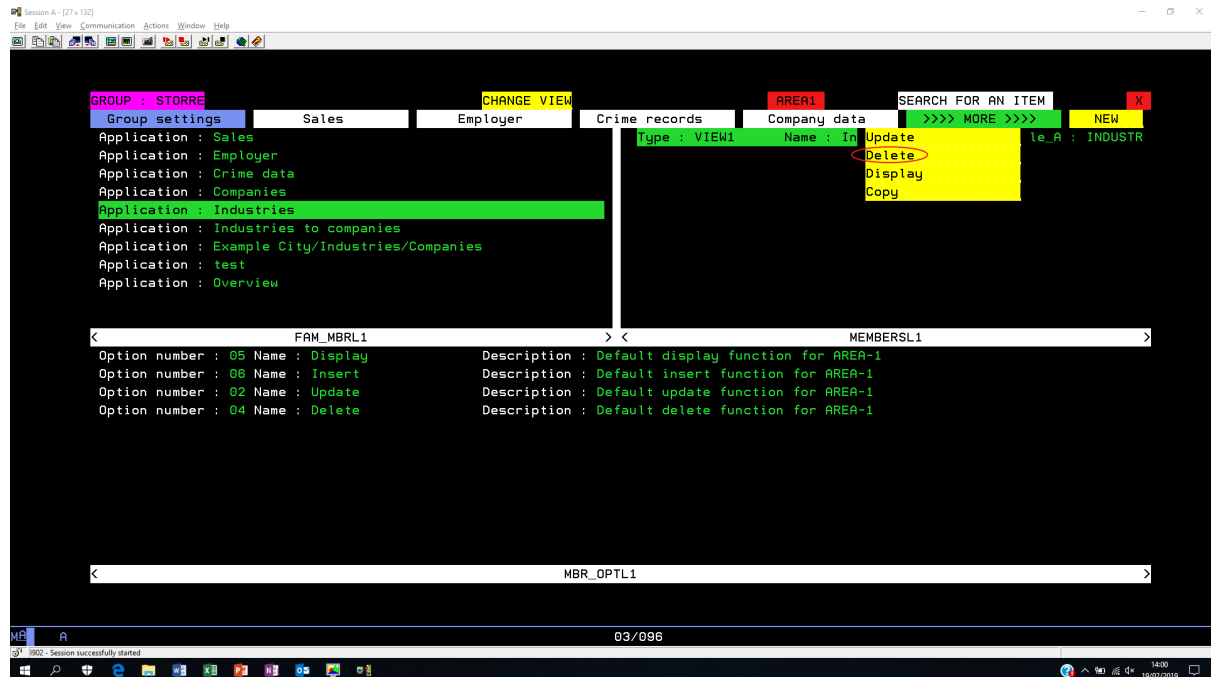 Session A - [27 x 132]
File Edit View Communication Actions Window Help
GROUP : STORRE CHANGE VIEW AREA1 SEARCH FOR AN ITEM X
Group settings Sales Employer Crime records Company data >>>> MORE >>>> NEW
Application : Sales Type : VIEW1 Name : In Update le_A : INDUSTR
Application : Employer Delete
Application : Crime data Display
Application : Companies Copy
Application : Industries
Application : Industries to companies
Application : Example City/Industries/Companies
Application : test
Application : Overview
< FAM_MBRL1 > < MEMBERSL1 >
Option number : 05 Name : Display Description : Default display function for AREA-1
Option number : 06 Name : Insert Description : Default insert function for AREA-1
Option number : 02 Name : Update Description : Default update function for AREA-1
Option number : 04 Name : Delete Description : Default delete function for AREA-1
< MBR_OPTL1 >
MA A 03/096
I902 - Session successfully started
14:00
19/02/2019